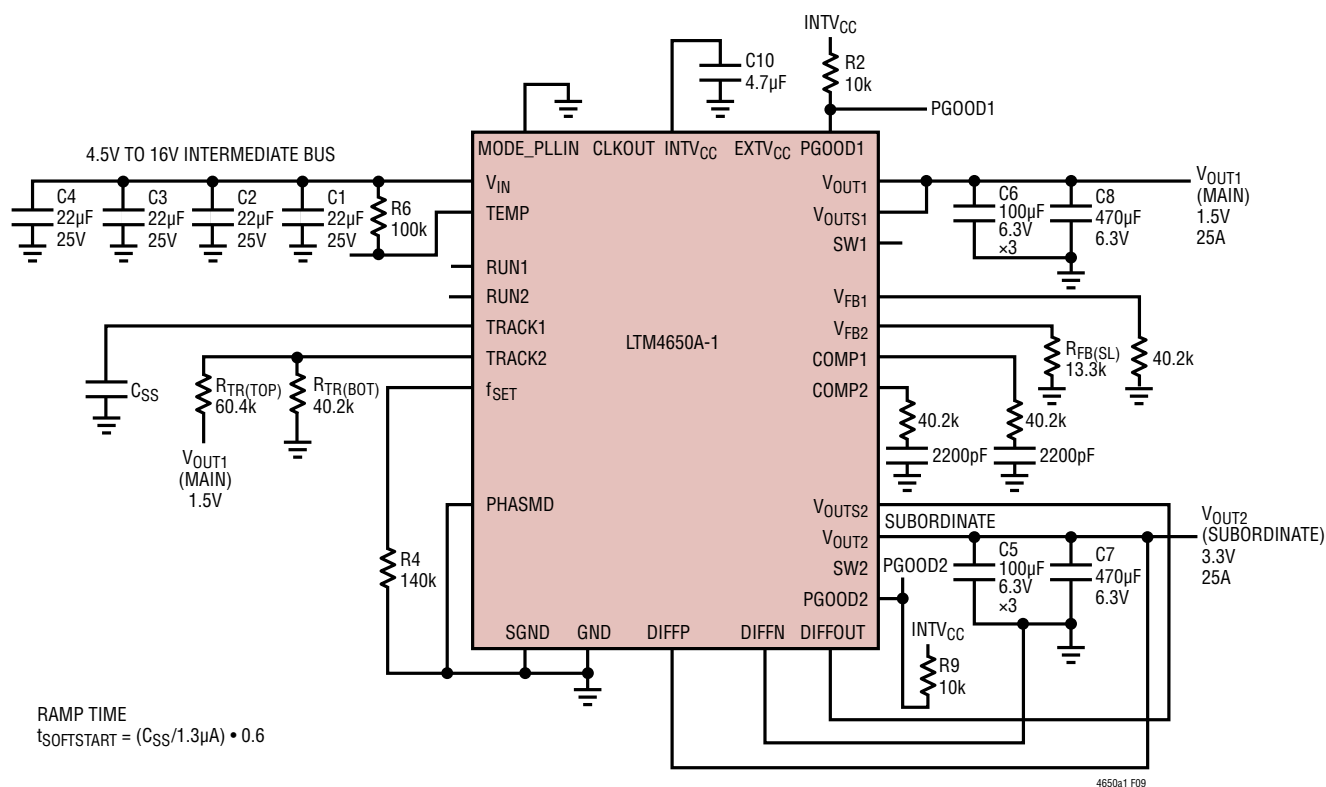 INTVCC
R2
10k
PGOOD1
C10
4.7µF
MODE_PLLIN CLKOUT INTVCC EXTVCC PGOOD1
4.5V TO 16V INTERMEDIATE BUS
C4
22µF
25V
C3
22µF
25V
C2
22µF
25V
C1
22µF
25V
R6
100k
VIN
TEMP
RUN1
RUN2
TRACK1
TRACK2
fSET
PHASMD
CSS
RTR(TOP)
60.4k
RTR(BOT)
40.2k
VOUT1
(MAIN)
1.5V
R4
140k
LTM4650A-1
VOUT1
VOUTS1
SW1
VFB1
VFB2
COMP1
COMP2
VOUTS2
VOUT2
SW2
PGOOD2
C6
100µF
6.3V
×3
C8
470µF
6.3V
VOUT1
(MAIN)
1.5V
25A
RFB(SL)
13.3k
40.2k
40.2k
40.2k
2200pF
2200pF
SUBORDINATE
PGOOD2
C5
100µF
6.3V
×3
C7
470µF
6.3V
VOUT2
(SUBORDINATE)
3.3V
25A
SGND GND DIFFP DIFFN DIFFOUT
INTVCC
R9
10k
RAMP TIME
tSOFTSTART = (CSS/1.3µA) • 0.6
4650a1 F09